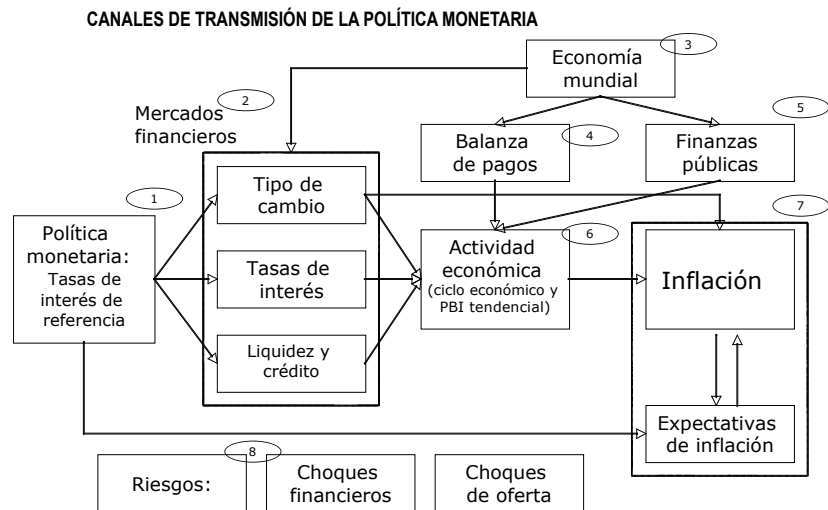 CANALES DE TRANSMISIÓN DE LA POLÍTICA MONETARIA
3
Economía
mundial
2
Mercados
financieros
4
Balanza
de pagos
5
Finanzas
públicas
1
Política
monetaria:
Tasas de
interés de
referencia
Tipo de
cambio
Tasas de
interés
Liquidez y
crédito
6
Actividad
económica
(ciclo económico y
PBI tendencial)
7
Inflación
Expectativas
de inflación
8
Riesgos:
Choques
financieros
Choques
de oferta